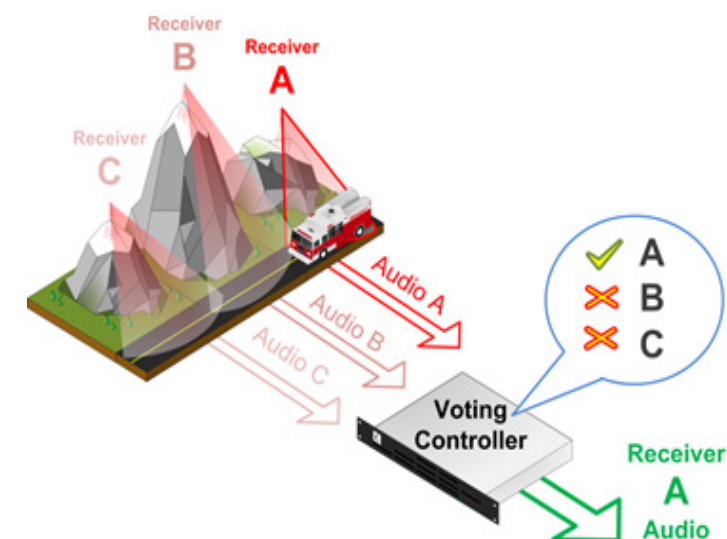 Receiver
B
Receiver
A
Receiver
C
Audio A
Audio B
Audio C
A
B
C
Voting
Controller
Receiver
A
Audio